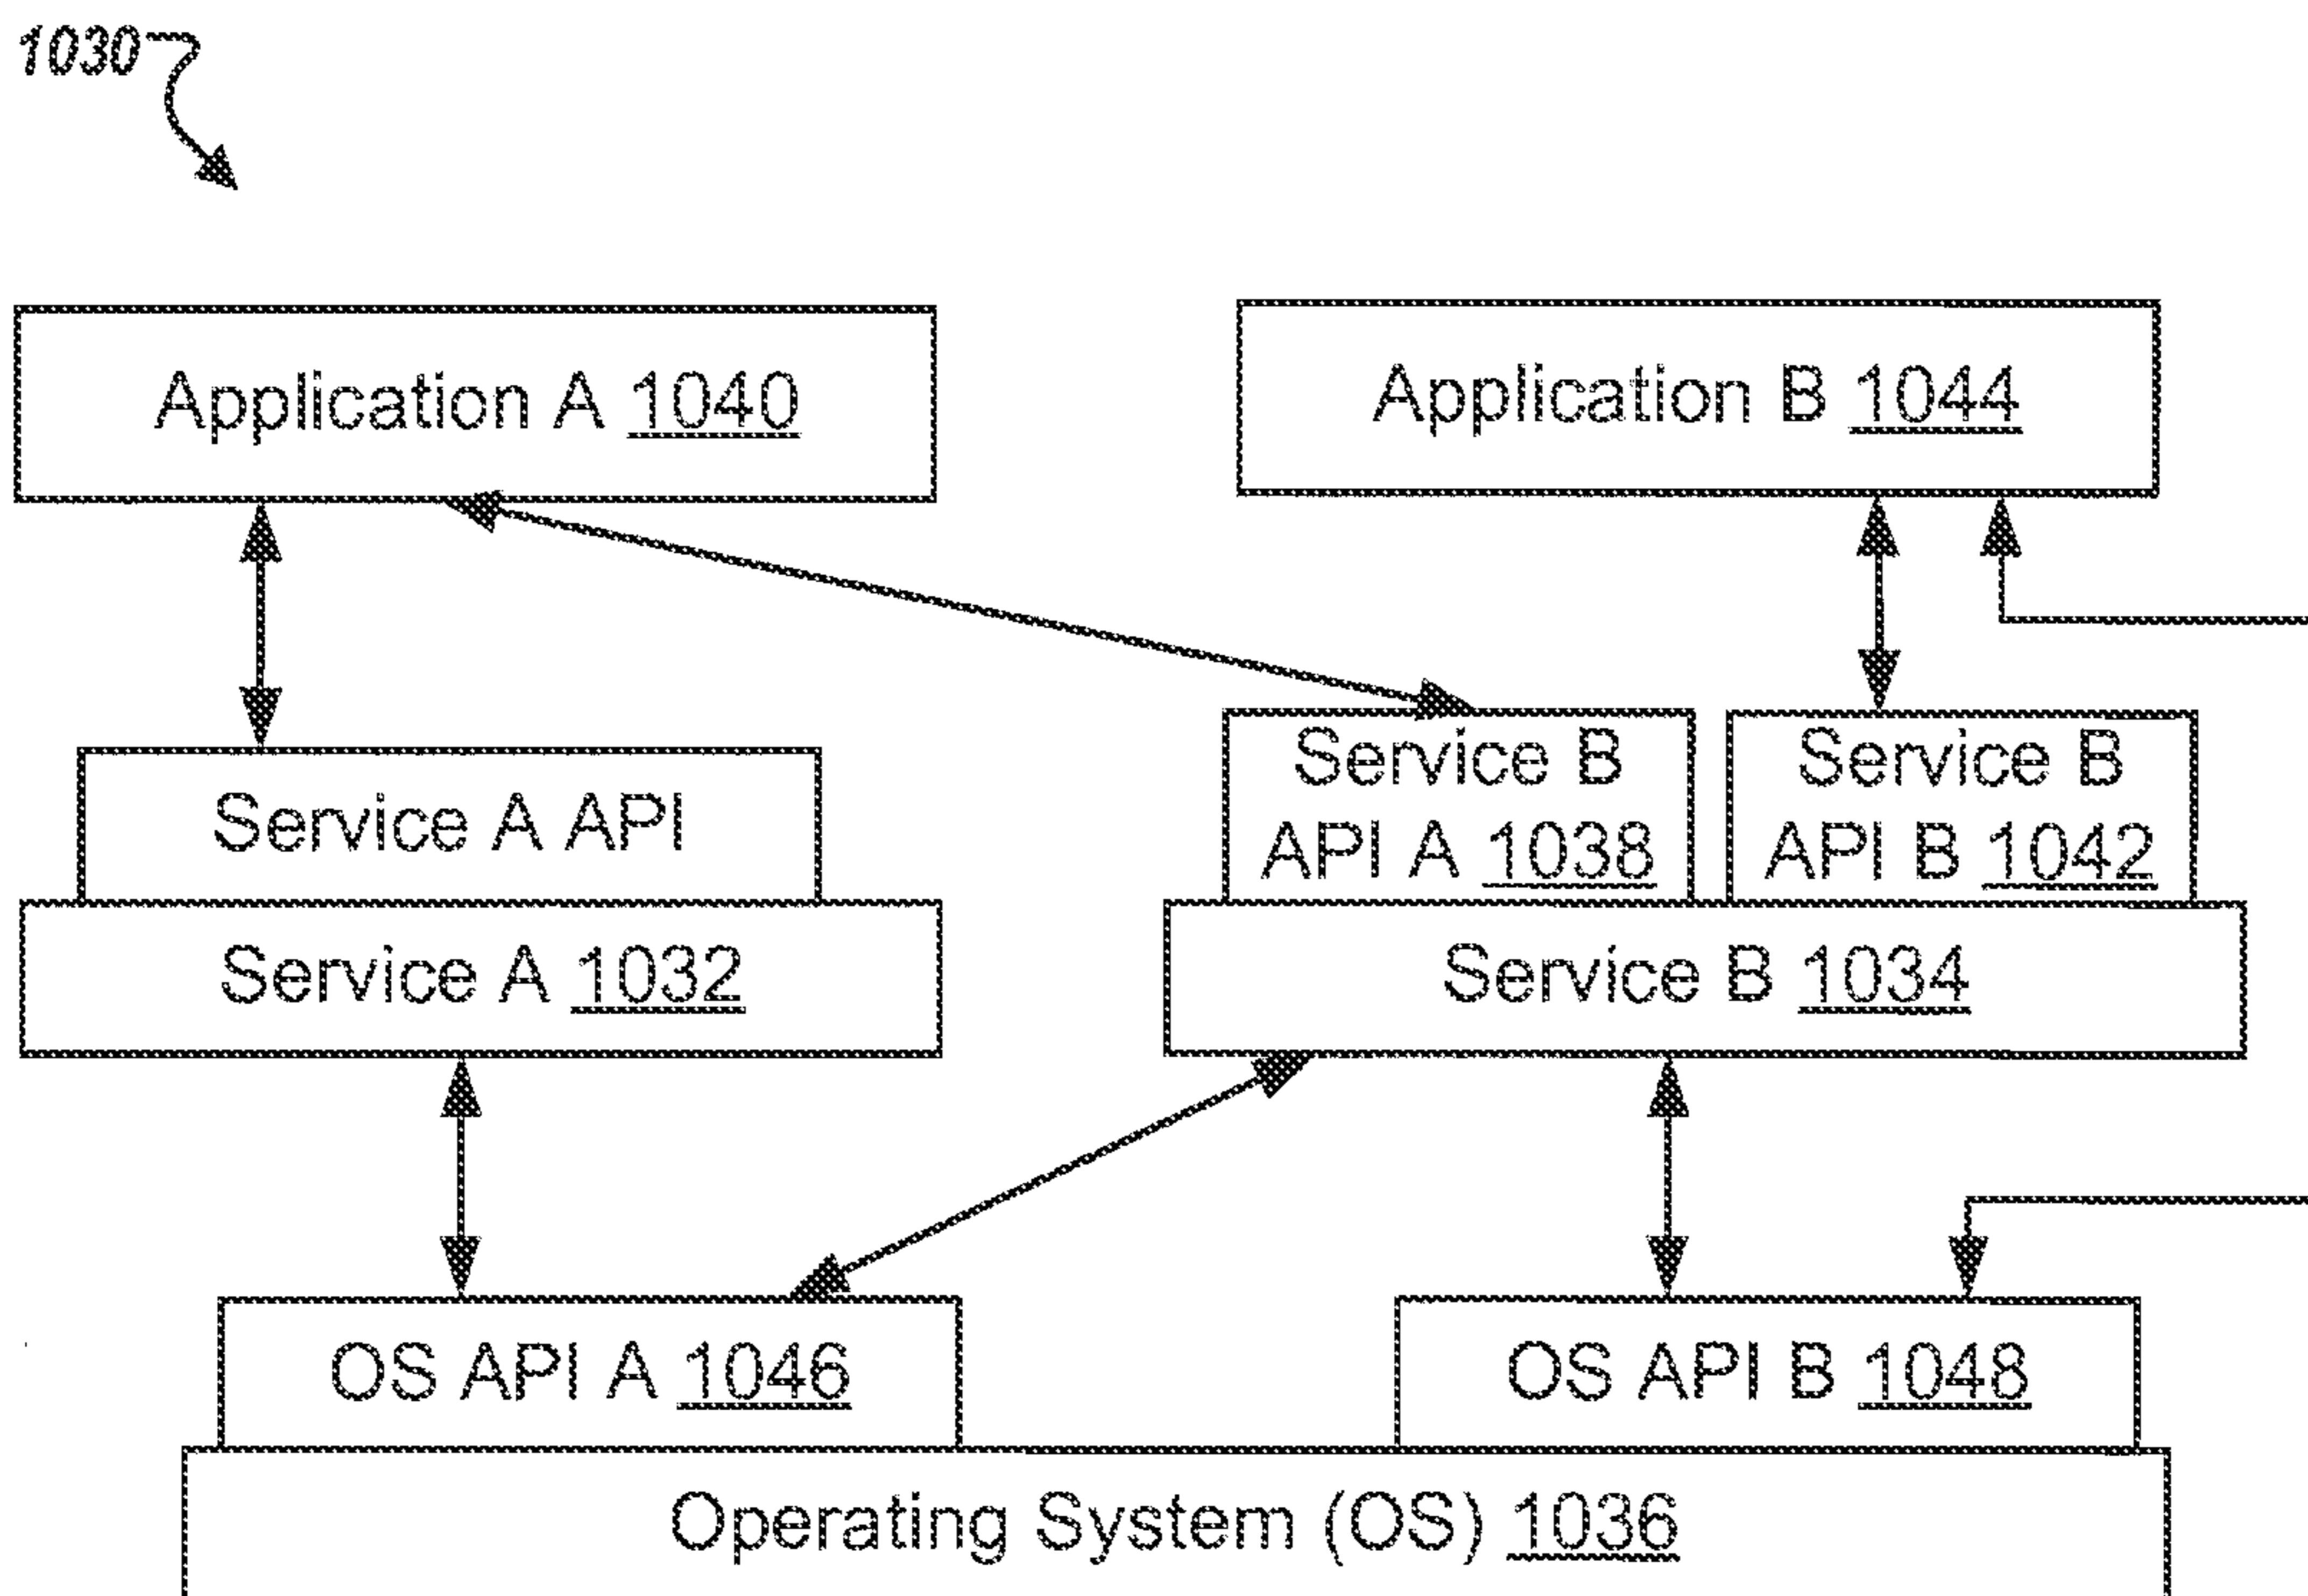 1030
Application A 1040
Application B 1044
Service A API
Service B
API A 1038
Service B
API B 1042
Service A 1032
Service B 1034
OS API A 1046
OS API B 1048
Operating System (OS) 1036